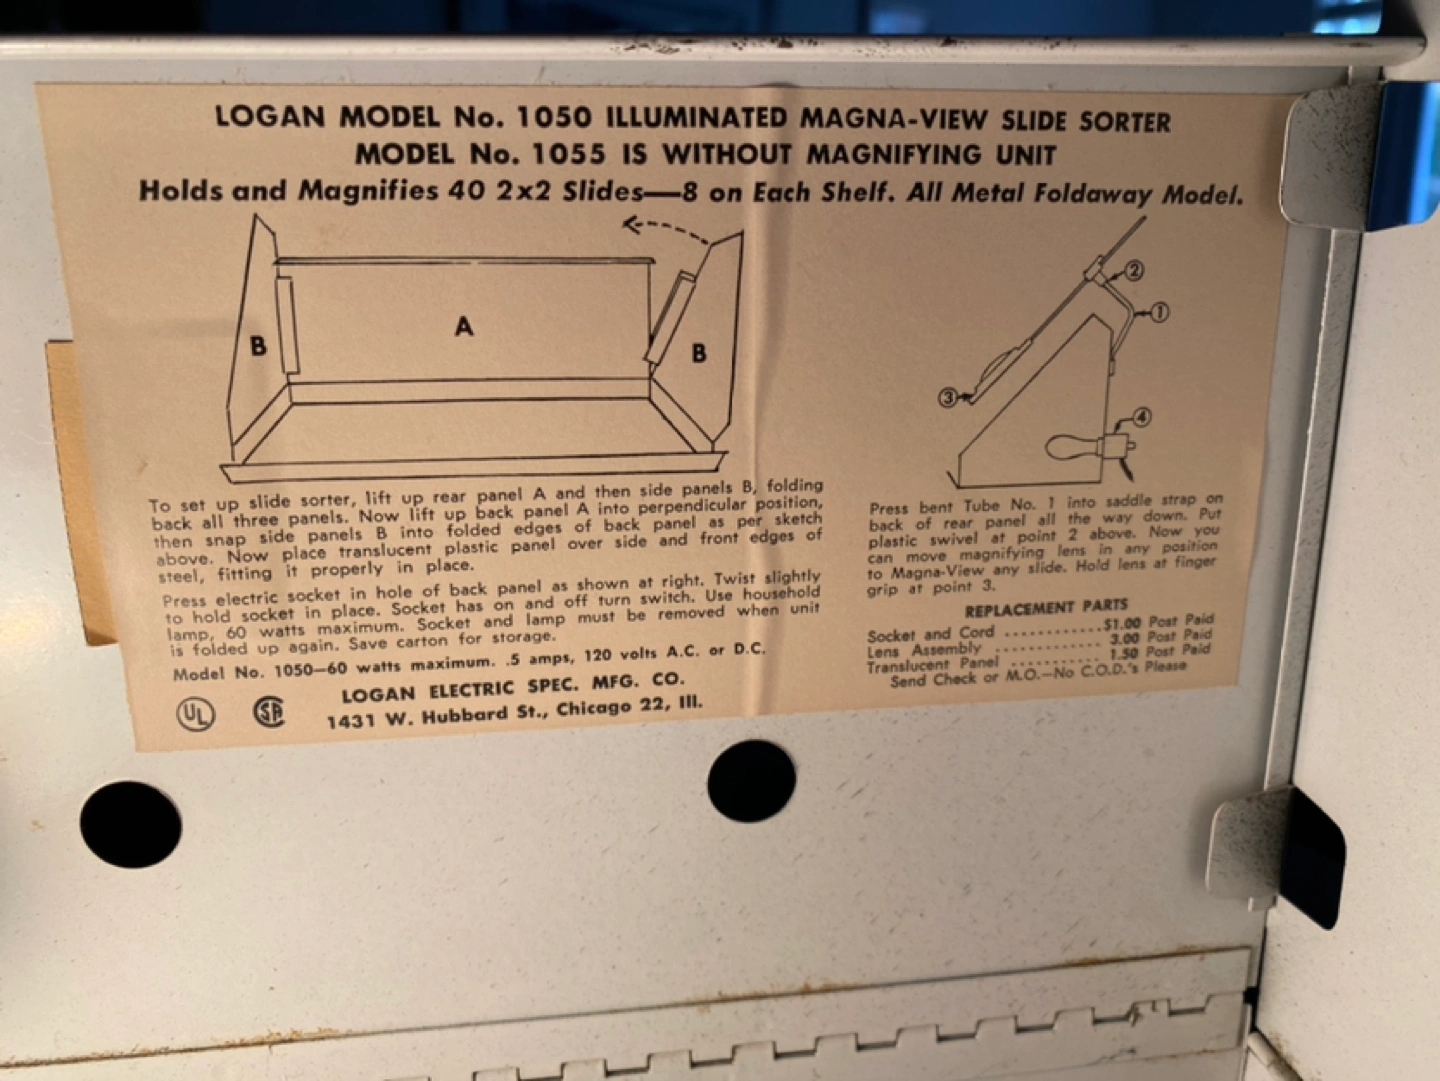 LOGAN MODEL No. 1050 ILLUMINATED MAGNA-VIEW SLIDE SORTER
MODEL No. 1055 IS WITHOUT MAGNIFYING UNIT
Holds and Magnifies 40 2x2 Slides—8 on Each Shelf. All Metal Foldaway Model.
B
A
B
2
1
3
4
To set up slide sorter, lift up rear panel A and then side panels B, folding
back all three panels. Now lift up back panel A into perpendicular position,
then snap side panels B into folded edges of back panel as per sketch
above. Now place translucent plastic panel over side and front edges of
steel, fitting it properly in place.
Press electric socket in hole of back panel as shown at right. Twist slightly
to hold socket in place. Socket has on and off turn switch. Use household
lamp, 60 watts maximum. Socket and lamp must be removed when unit
is folded up again. Save carton for storage.
Model No. 1050—60 watts maximum. .5 amps, 120 volts A.C. or D.C.
UL
SA
LOGAN ELECTRIC SPEC. MFG. CO.
1431 W. Hubbard St., Chicago 22, Ill.
Press bent Tube No. 1 into saddle strap on
back of rear panel all the way down. Put
plastic swivel at point 2 above. Now you
can move magnifying lens in any position
to Magna-View any slide. Hold lens at finger
grip at point 3.
REPLACEMENT PARTS
Socket and Cord ............$1.00 Post Paid
Lens Assembly ............ 3.00 Post Paid
Translucent Panel .......... 1.50 Post Paid
Send Check or M.O.—No C.O.D.'s Please